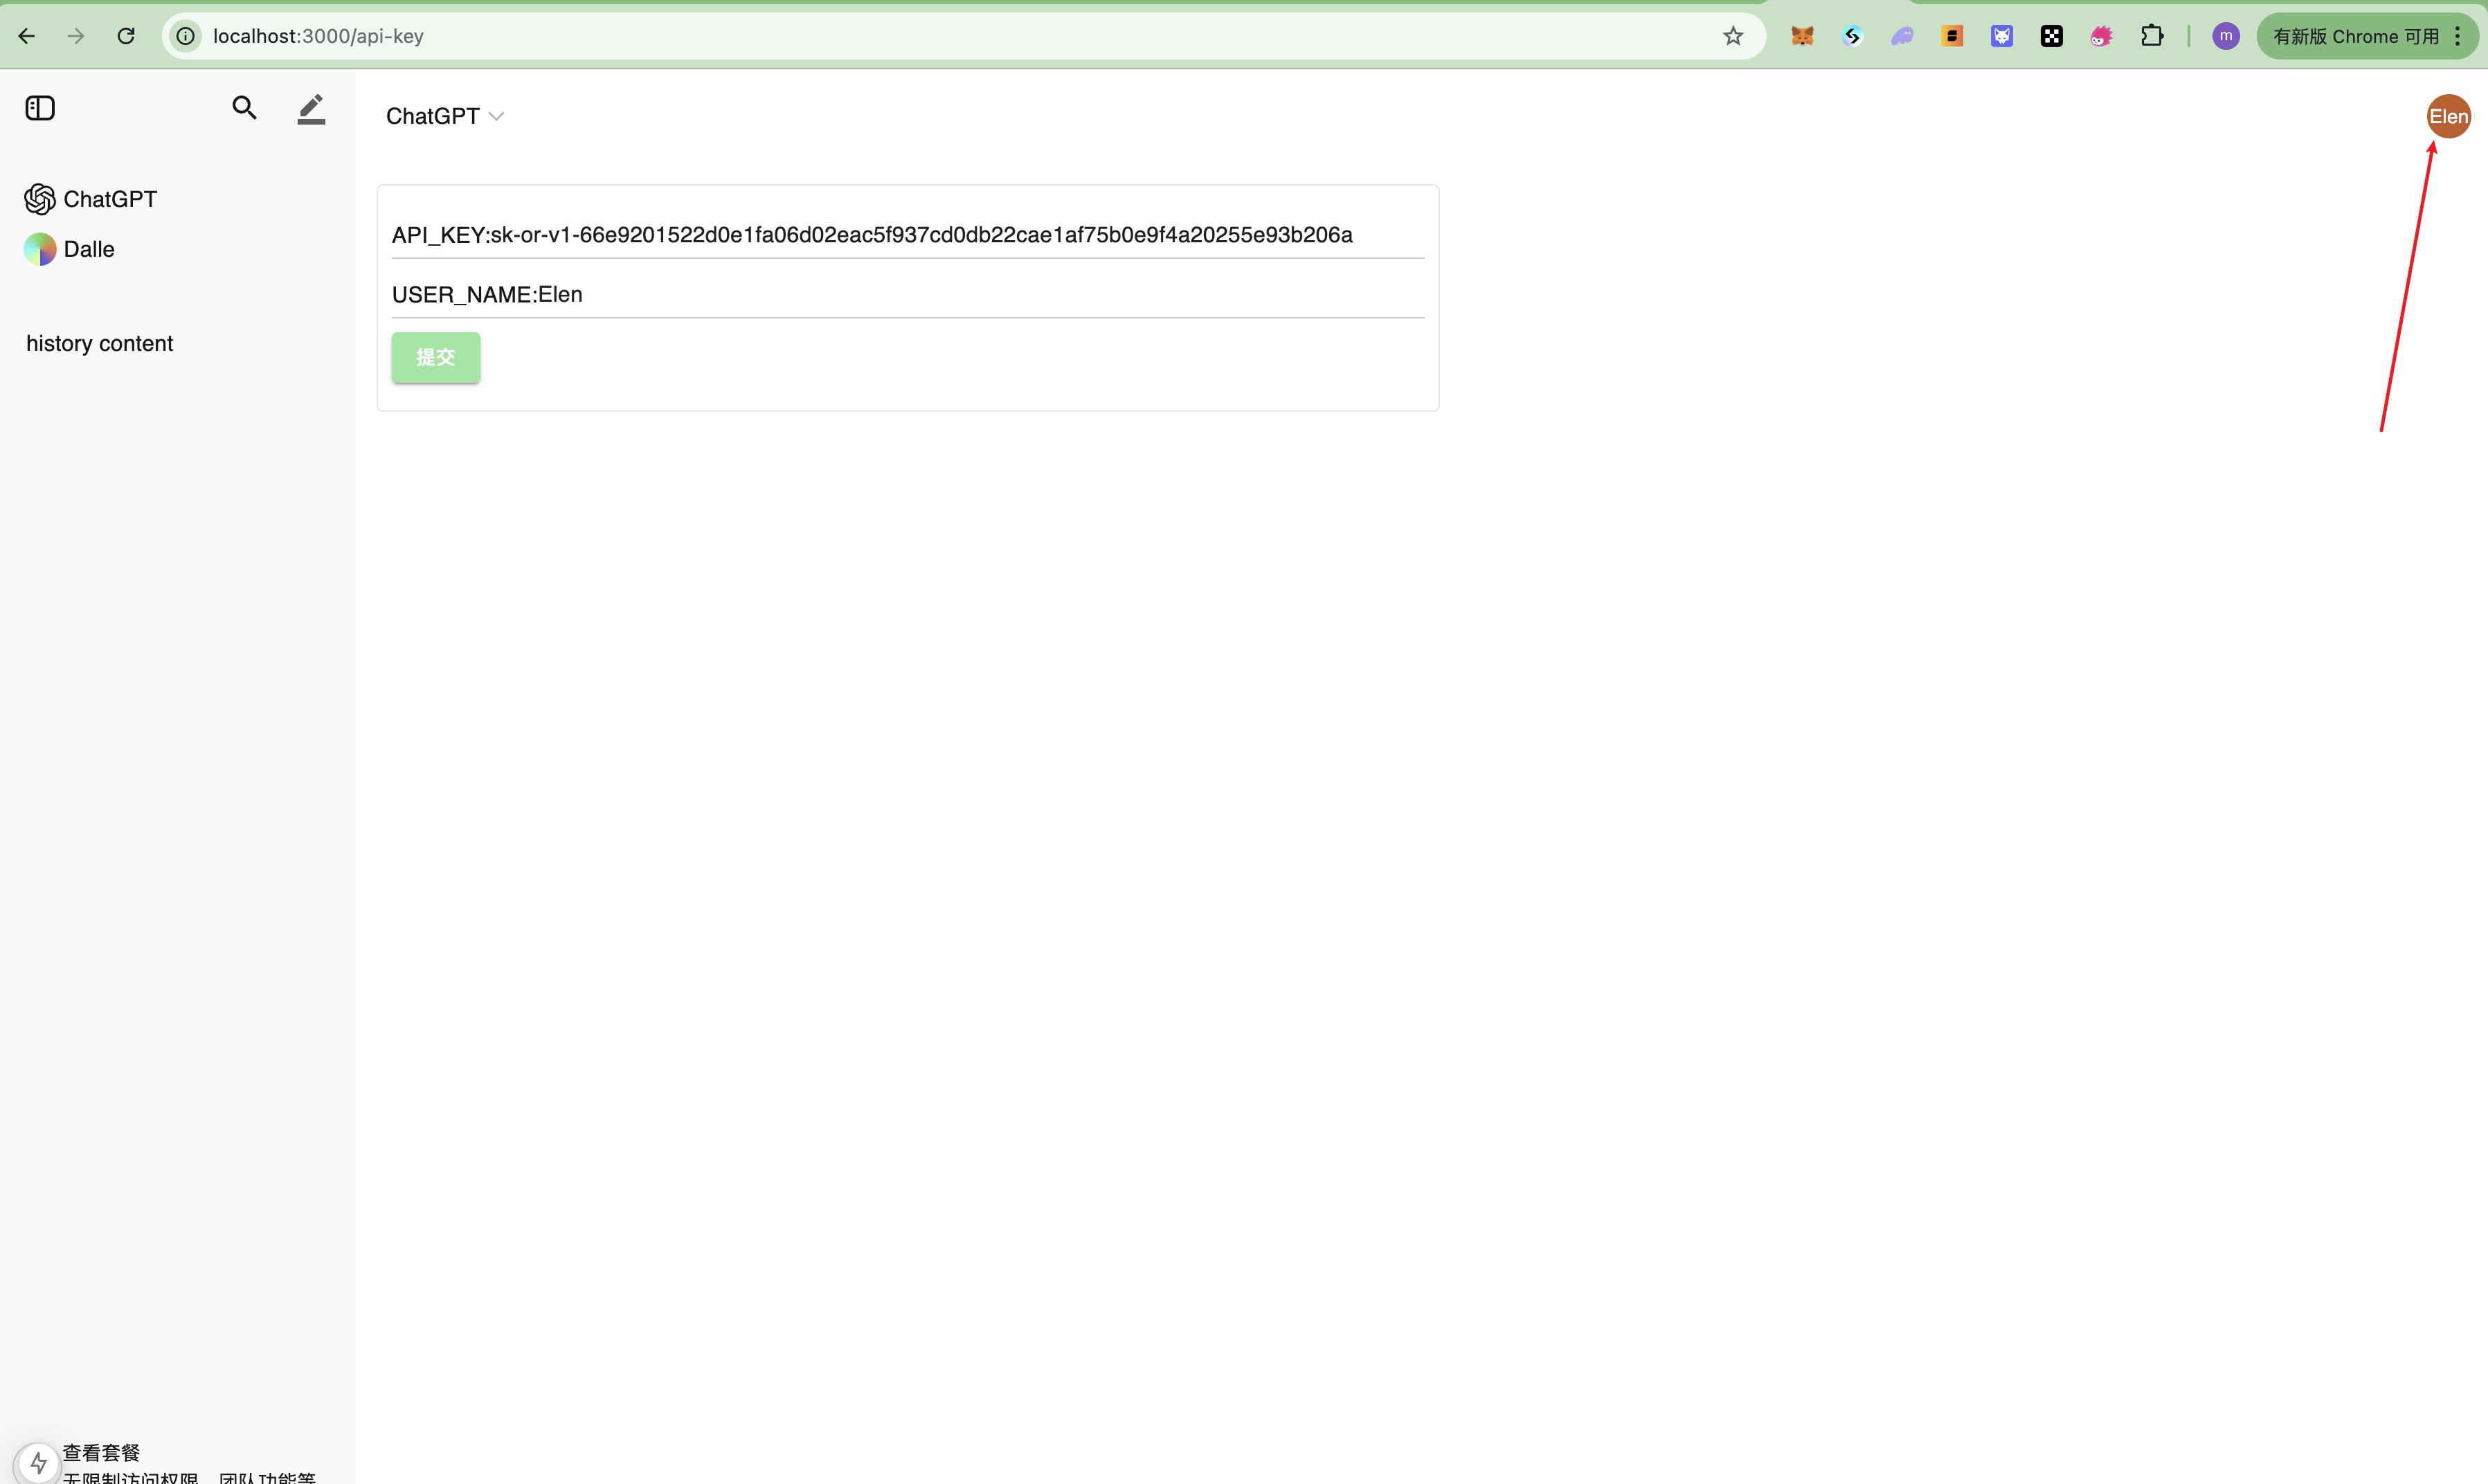 localhost:3000/api-key
m
有新版 Chrome 可用
ChatGPT
Elen
ChatGPT
Dalle
history content
API_KEY: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
USER_NAME:Elen
提交
查看套餐
无限制访问权限、团队功能等